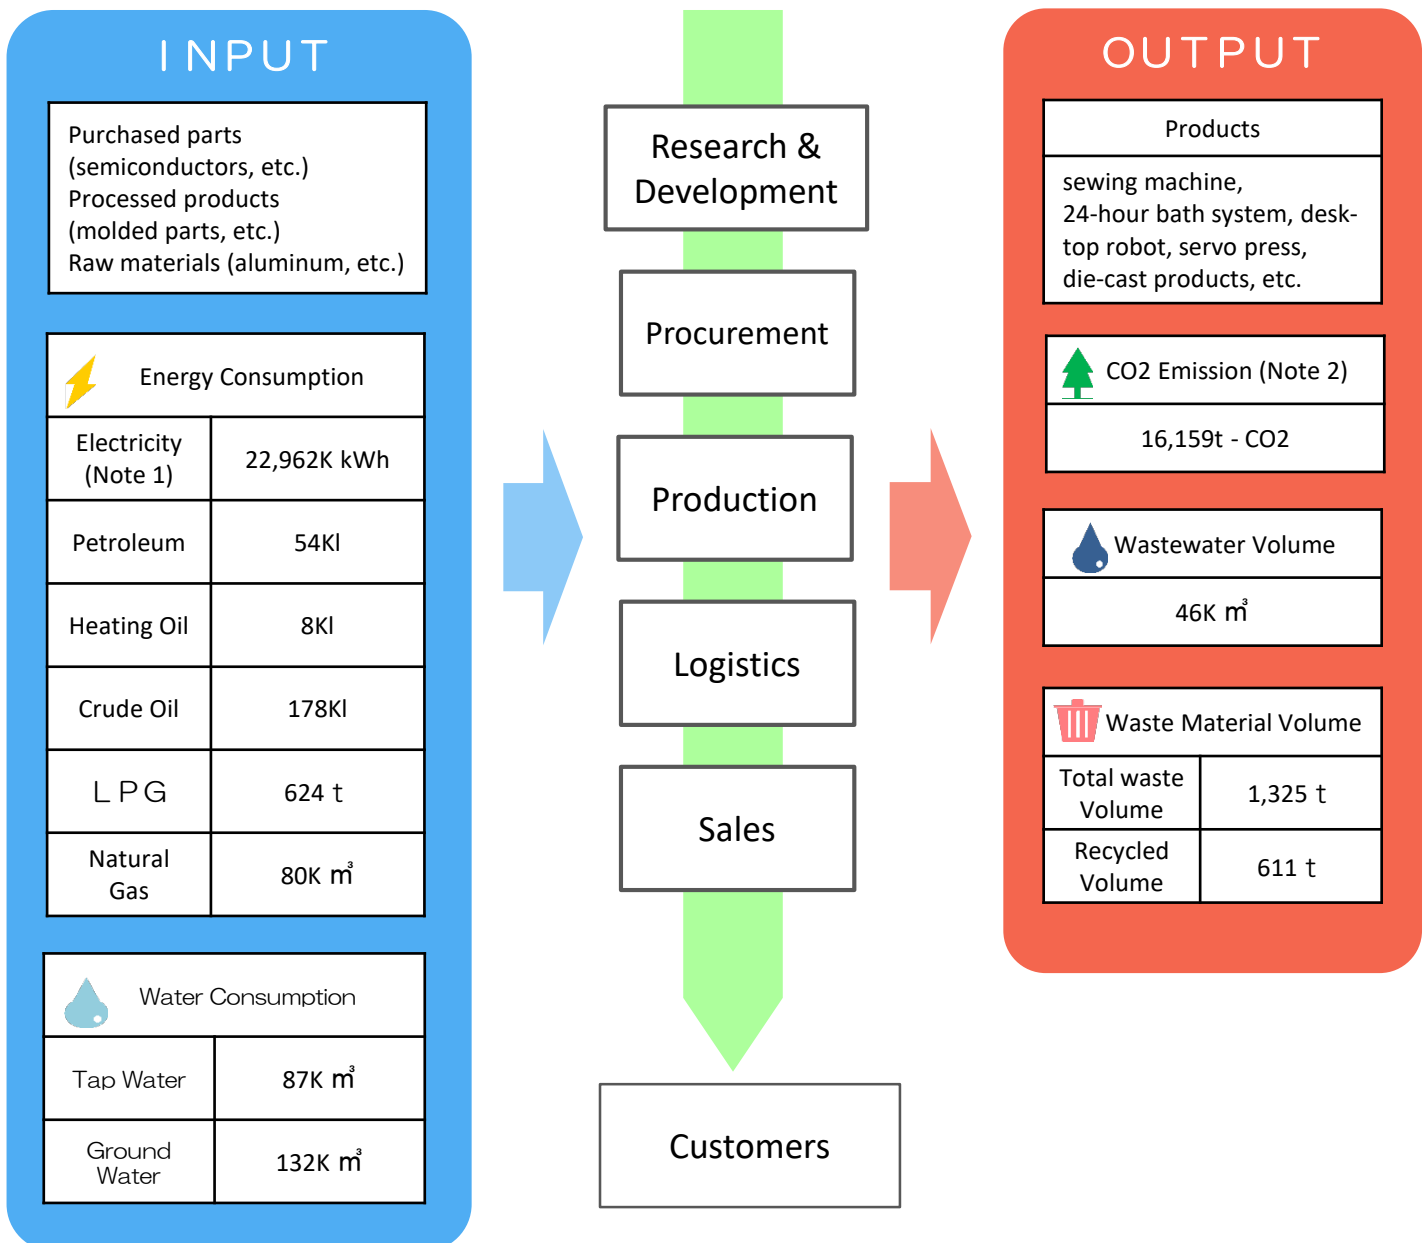 INPUT
Purchased parts
(semiconductors, etc.)
Processed products
(molded parts, etc.)
Raw materials (aluminum, etc.)
Energy Consumption
Electricity
(Note 1)
22,962K kWh
Petroleum
54Kl
Heating Oil
8Kl
Crude Oil
178Kl
ＬＰＧ
624 t
Natural
Gas
80K ㎥
Water Consumption
Tap Water
87K ㎥
Ground
Water
132K ㎥
Research &
Development
Procurement
Production
Logistics
Sales
Customers
OUTPUT
Products
sewing machine,
24-hour bath system, desk-
top robot, servo press,
die-cast products, etc.
CO2 Emission (Note 2)
16,159t - CO2
Wastewater Volume
46K ㎥
Waste Material Volume
Total waste
Volume
1,325 t
Recycled
Volume
611 t